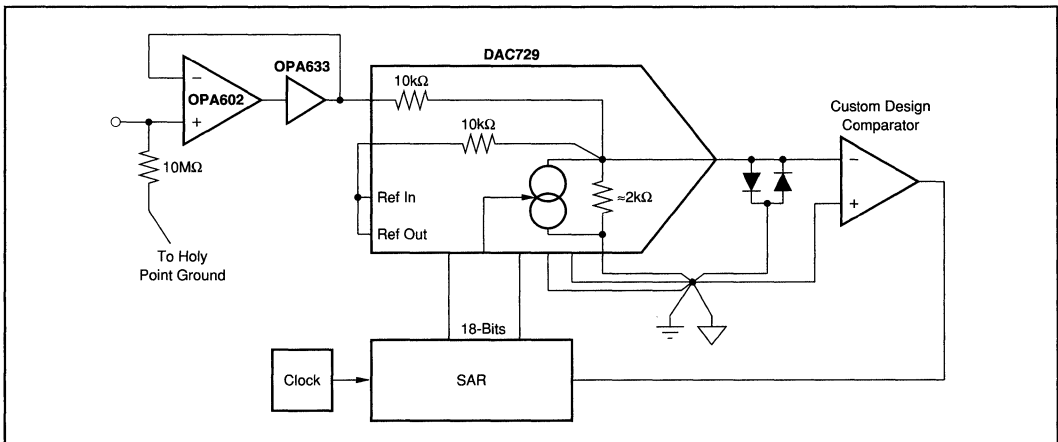 DAC729
OPA633
OPA602
−
+
10kΩ
10kΩ
10MΩ
Ref In
Ref Out
≈2kΩ
Custom Design
Comparator
−
+
To Holy
Point Ground
18-Bits
Clock
SAR